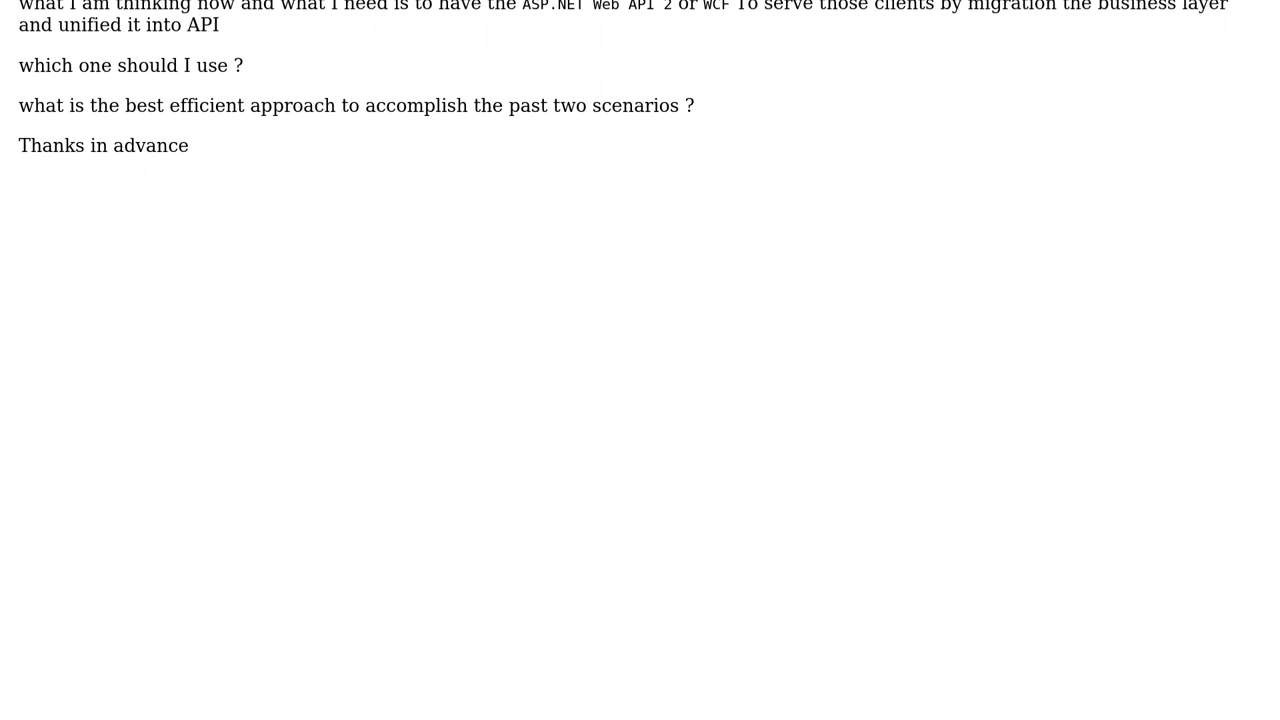 what I am thinking now and what I need is to have the ASP.NET Web API 2 or WCF To serve those clients by migration the business layer
and unified it into API
which one should I use ?
what is the best efficient approach to accomplish the past two scenarios ?
Thanks in advance